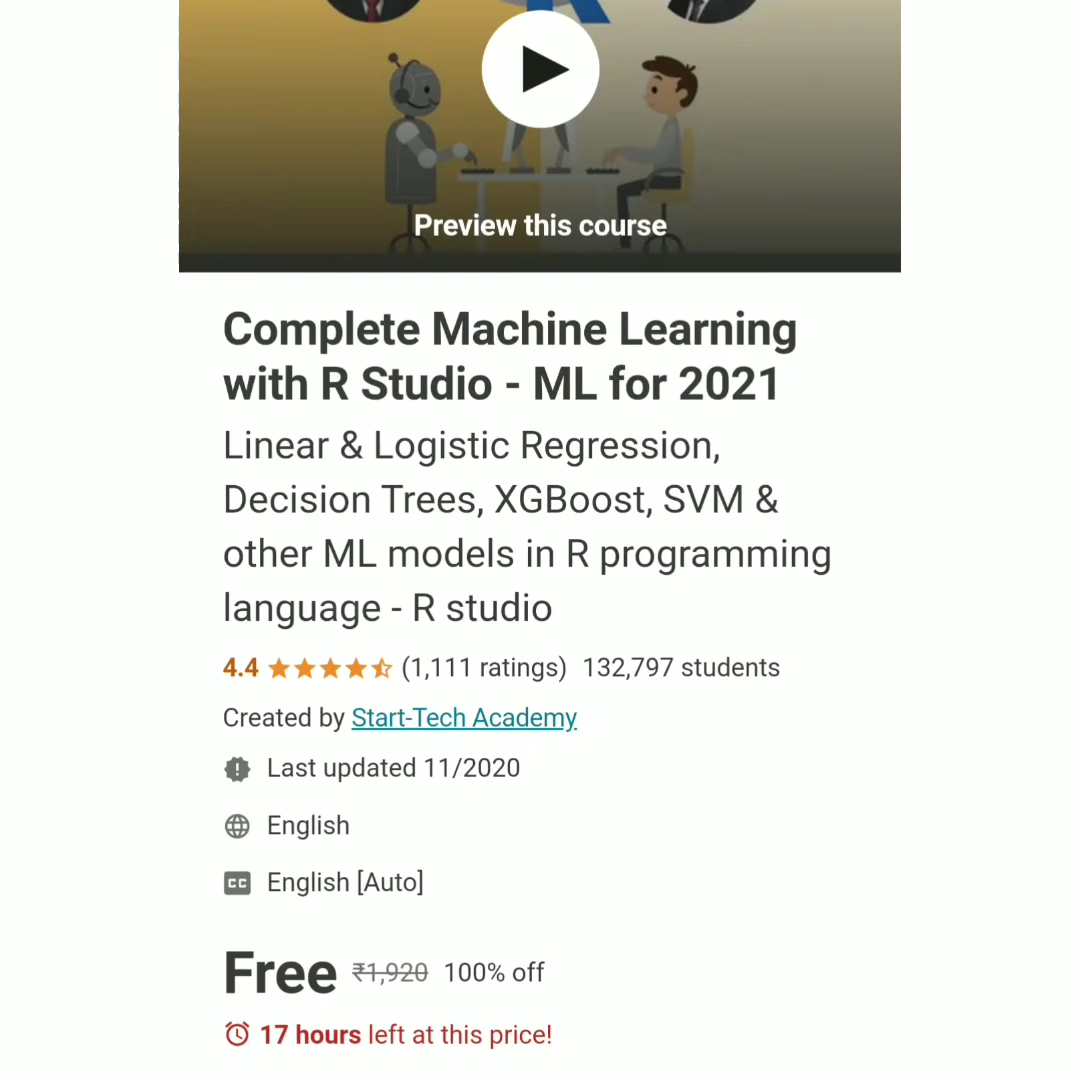 Preview this course
Complete Machine Learning
with R Studio - ML for 2021
Linear & Logistic Regression,
Decision Trees, XGBoost, SVM &
other ML models in R programming
language - R studio
4.4 (1,111 ratings) 132,797 students
Created by Start-Tech Academy
Last updated 11/2020
English
CC English [Auto]
Free ₹1,920 100% off
17 hours left at this price!